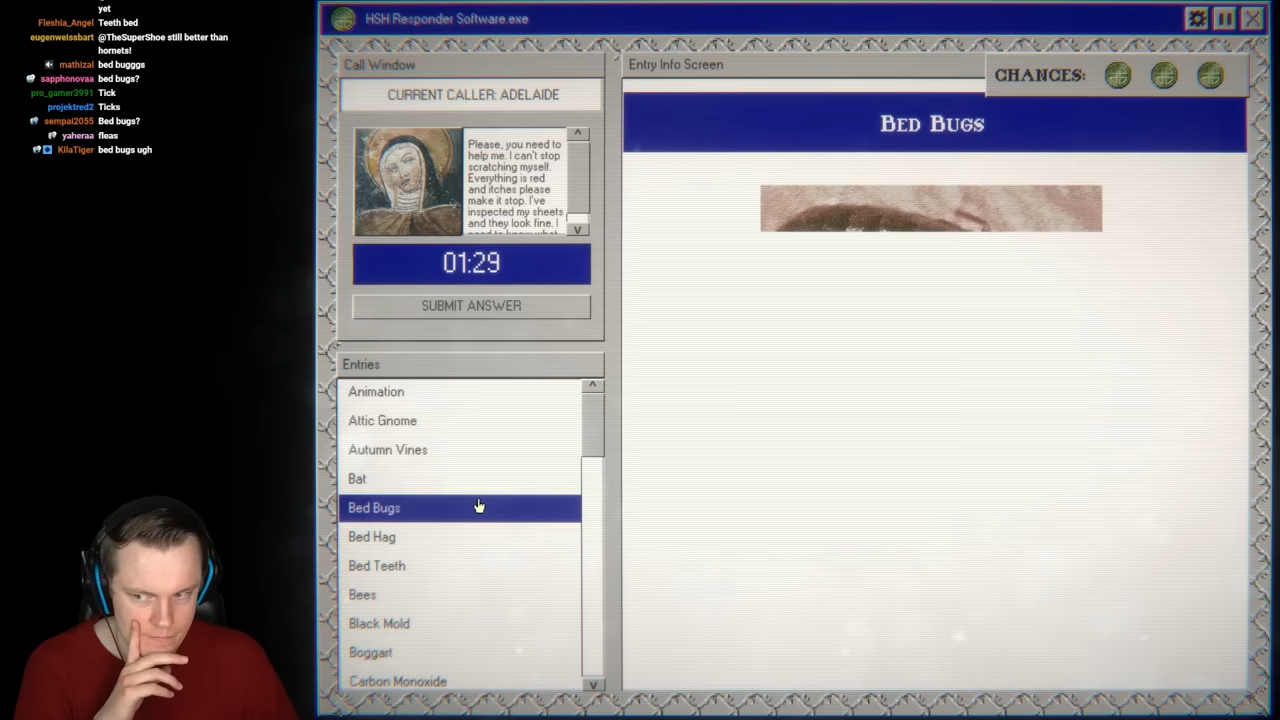 yet
Fleshia_Angel Teeth bed
eugenweissbart @TheSuperShoe still better than
hornets!
mathizal bed bugggs
sapphonovaa bed bugs?
pro_gamer3991 Tick
projektred2 Ticks
sempai2055 Bed bugs?
yaheraa fleas
KilaTiger bed bugs ugh
HSH Responder Software.exe
Call Window
CURRENT CALLER: ADELAIDE
Please, you need to
help me. I can't stop
scratching myself.
Everything is red
and itches please
make it stop. I've
inspected my sheets
and they look fine. I
need to know what
01:29
SUBMIT ANSWER
Entries
Animation
Attic Gnome
Autumn Vines
Bat
Bed Bugs
Bed Hag
Bed Teeth
Bees
Black Mold
Boggart
Carbon Monoxide
Entry Info Screen
CHANCES:
Bed Bugs